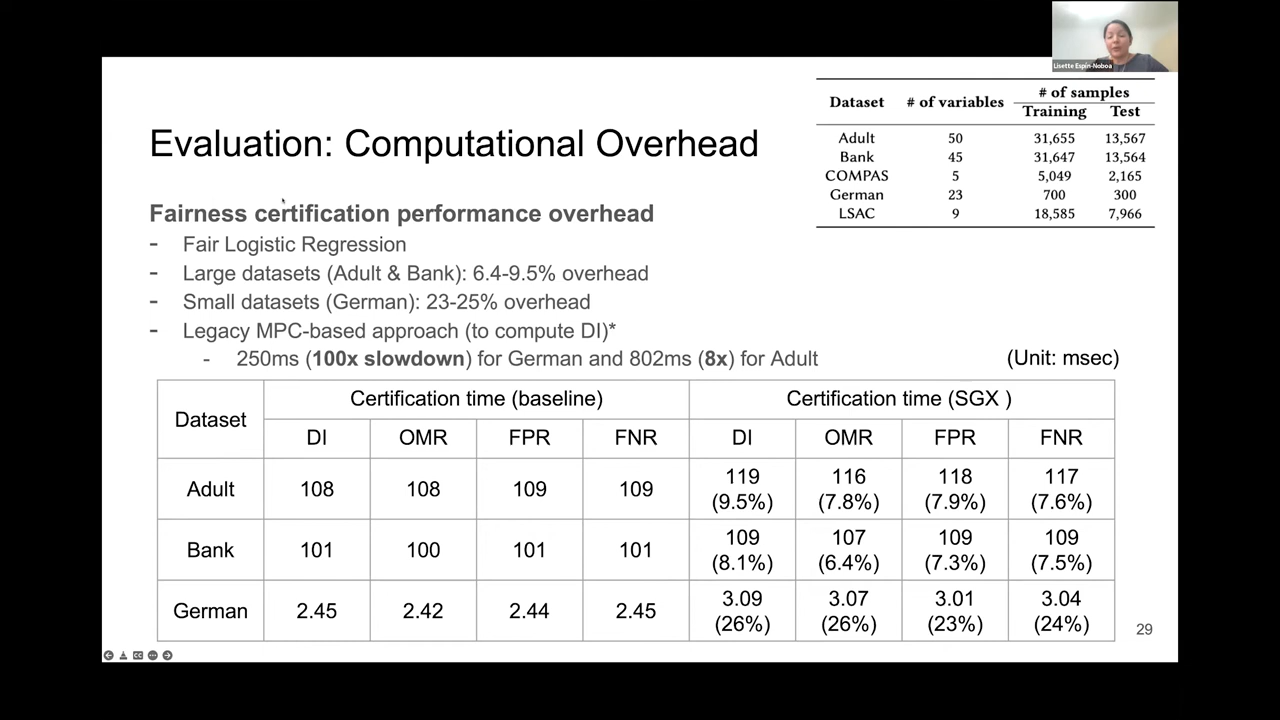 Lisette Espín-Noboa
Dataset # of variables # of samples
Training Test
Adult 50 31,655 13,567
Bank 45 31,647 13,564
COMPAS 5 5,049 2,165
German 23 700 300
LSAC 9 18,585 7,966
Evaluation: Computational Overhead
Fairness certification performance overhead
- Fair Logistic Regression
- Large datasets (Adult & Bank): 6.4-9.5% overhead
- Small datasets (German): 23-25% overhead
- Legacy MPC-based approach (to compute DI)*
- 250ms (100x slowdown) for German and 802ms (8x) for Adult
(Unit: msec)
Dataset Certification time (baseline) Certification time (SGX )
DI OMR FPR FNR DI OMR FPR FNR
Adult 108 108 109 109 119 116 118 117
(9.5%) (7.8%) (7.9%) (7.6%)
Bank 101 100 101 101 109 107 109 109
(8.1%) (6.4%) (7.3%) (7.5%)
German 2.45 2.42 2.44 2.45 3.09 3.07 3.01 3.04
(26%) (26%) (23%) (24%)
29